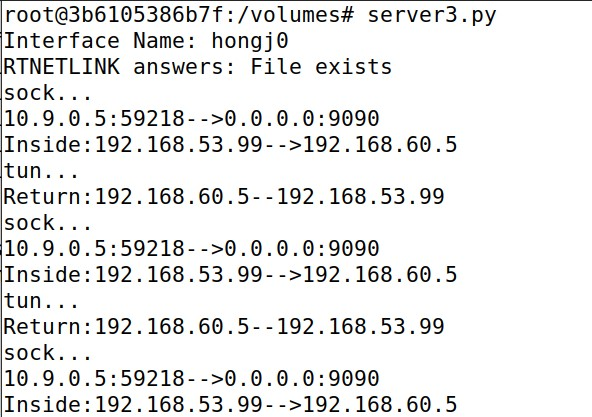 root@3b6105386b7f:/volumes# server3.py
Interface Name: hongj0
RTNETLINK answers: File exists
sock...
10.9.0.5:59218-->0.0.0.0:9090
Inside:192.168.53.99-->192.168.60.5
tun...
Return:192.168.60.5--192.168.53.99
sock...
10.9.0.5:59218-->0.0.0.0:9090
Inside:192.168.53.99-->192.168.60.5
tun...
Return:192.168.60.5--192.168.53.99
sock...
10.9.0.5:59218-->0.0.0.0:9090
Inside:192.168.53.99-->192.168.60.5